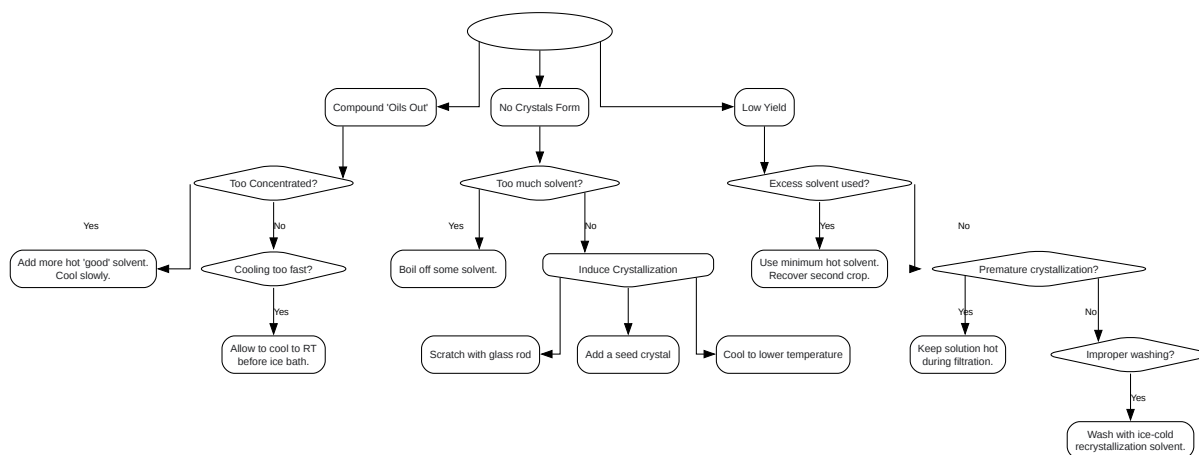 Compound 'Oils Out'
No Crystals Form
Low Yield
Too Concentrated?
Too much solvent?
Excess solvent used?
Yes
No
Yes
No
Yes
No
Add more hot 'good' solvent.
Cool slowly.
Cooling too fast?
Boil off some solvent.
Induce Crystallization
Use minimum hot solvent.
Recover second crop.
Premature crystallization?
Yes
Yes
No
Allow to cool to RT
before ice bath.
Scratch with glass rod
Add a seed crystal
Cool to lower temperature
Keep solution hot
during filtration.
Improper washing?
Yes
Wash with ice-cold
recrystallization solvent.